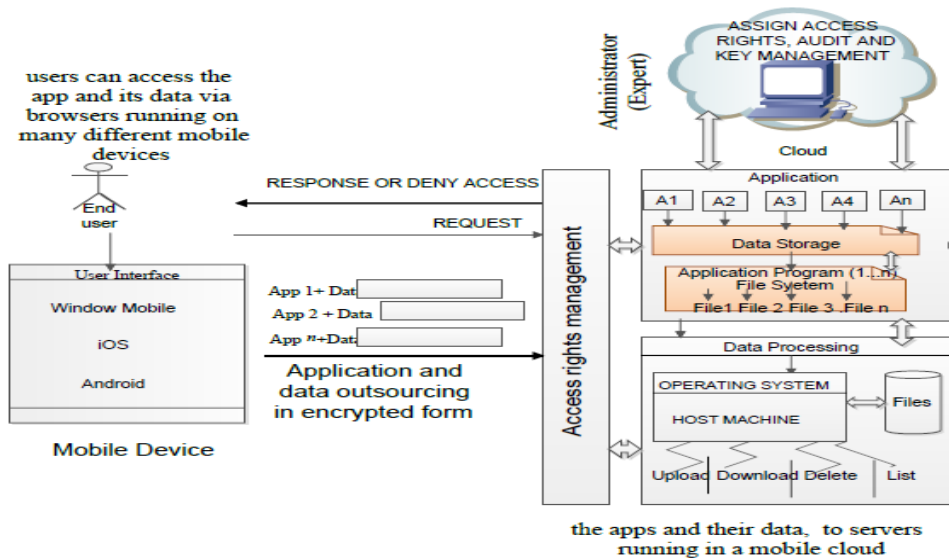 ASSIGN ACCESS
RIGHTS, AUDIT AND
KEY MANAGEMENT
Administrator
(Expert)
Cloud
users can access the
app and its data via
browsers running on
many different mobile
devices
End
user
RESPONSE OR DENY ACCESS
REQUEST
User Interface
Window Mobile
iOS
Android
Mobile Device
App 1+ Dat
App 2 + Data
App n+Data
Application and
data outsourcing
in encrypted form
Access rights management
Application
A1 A2 A3 A4 An
Data Storage
Application Program (1...n)
File Syetem
File1 File 2 File 3 .File n
Data Processing
OPERATING SYSTEM
HOST MACHINE
Files
Upload Download Delete List
the apps and their data, to servers
running in a mobile cloud